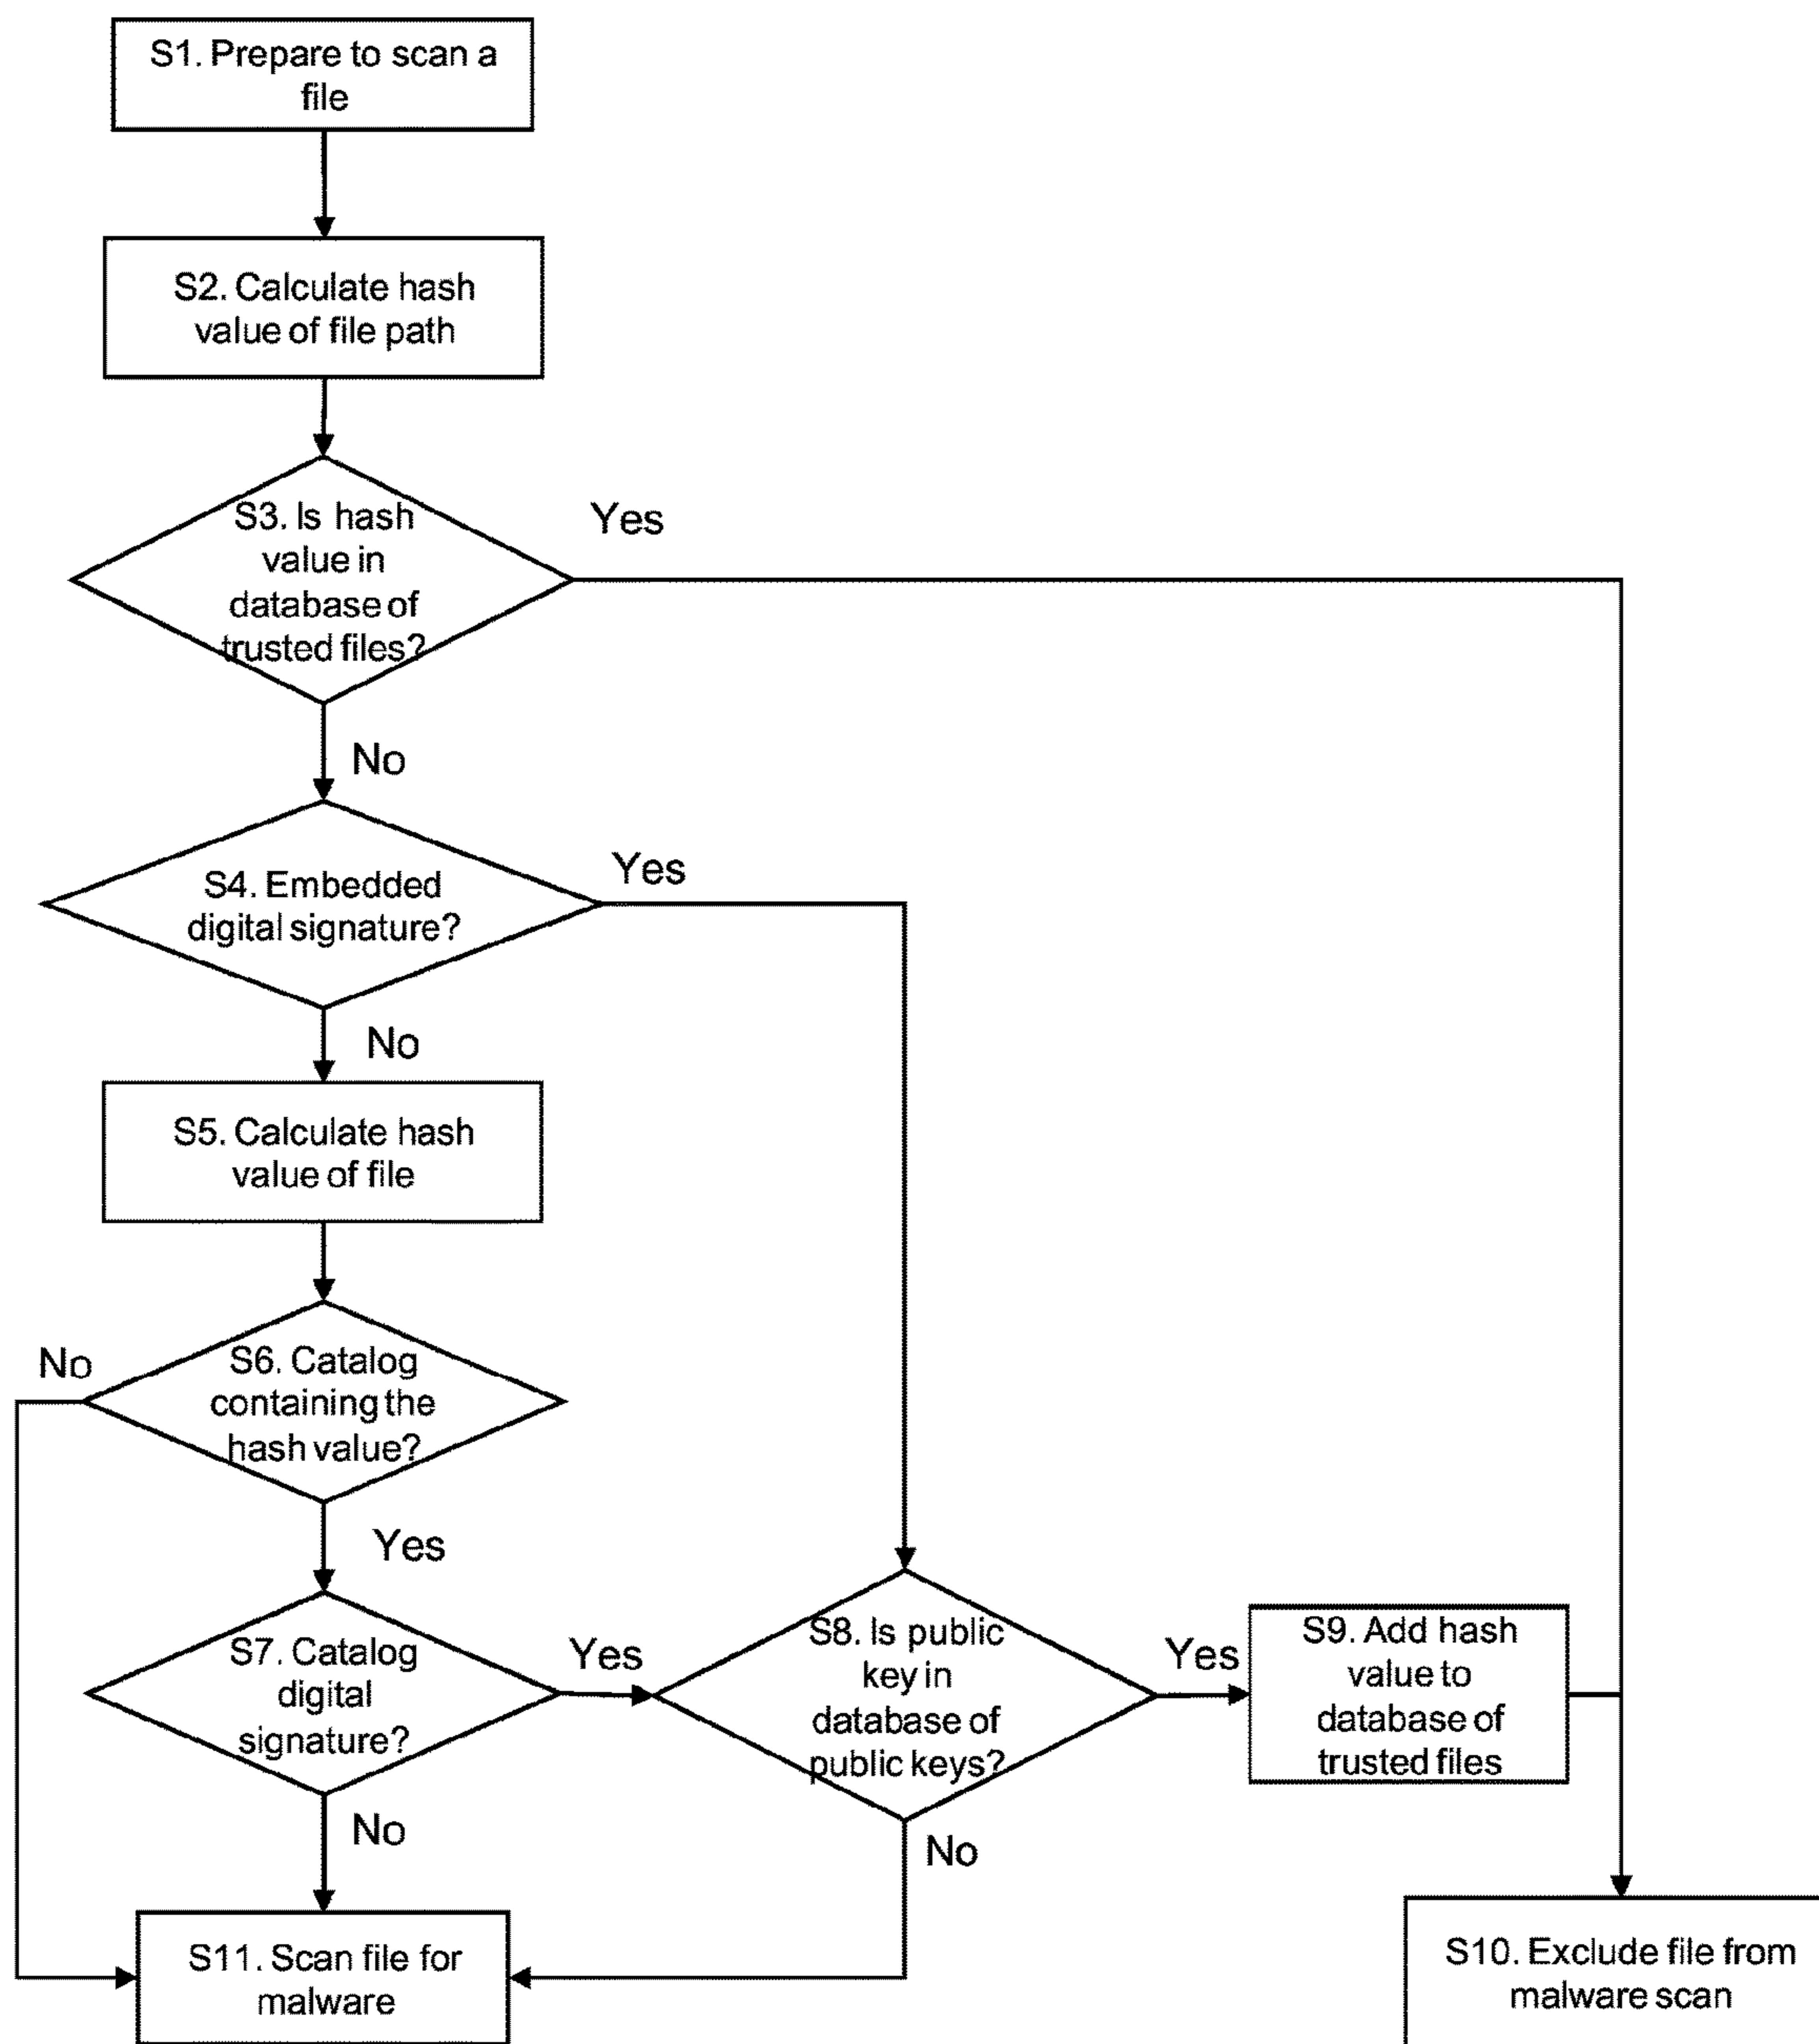 S1. Prepare to scan a
file
S2. Calculate hash
value of file path
S3. Is hash
value in
database of
trusted files?
Yes
No
S4. Embedded
digital signature?
Yes
No
S5. Calculate hash
value of file
S6. Catalog
containing the
hash value?
No
Yes
S7. Catalog
digital
signature?
Yes
No
S8. Is public
key in
database of
public keys?
Yes
No
S9. Add hash
value to
database of
trusted files
S11. Scan file for
malware
S10. Exclude file from
malware scan